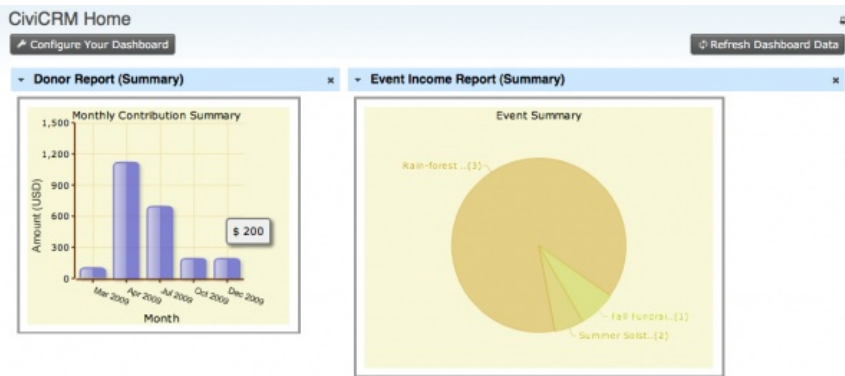 CiviCRM Home
Configure Your Dashboard
Refresh Dashboard Data
Donor Report (Summary)
Monthly Contribution Summary
1,500
1,200
900
600
300
0
Amount (USD)
$ 200
Mar 2009
Apr 2009
Jul 2009
Oct 2009
Dec 2009
Month
Event Income Report (Summary)
Event Summary
Rain-forest ..(3)
Fall Fundrai..(1)
Summer Solst..(2)